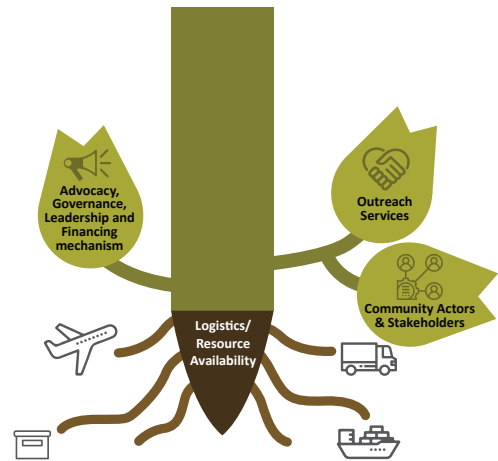 Advocacy,
Governance,
Leadership and
Financing
mechanism
Outreach
Services
Community Actors
& Stakeholders
Logistics/
Resource
Availability